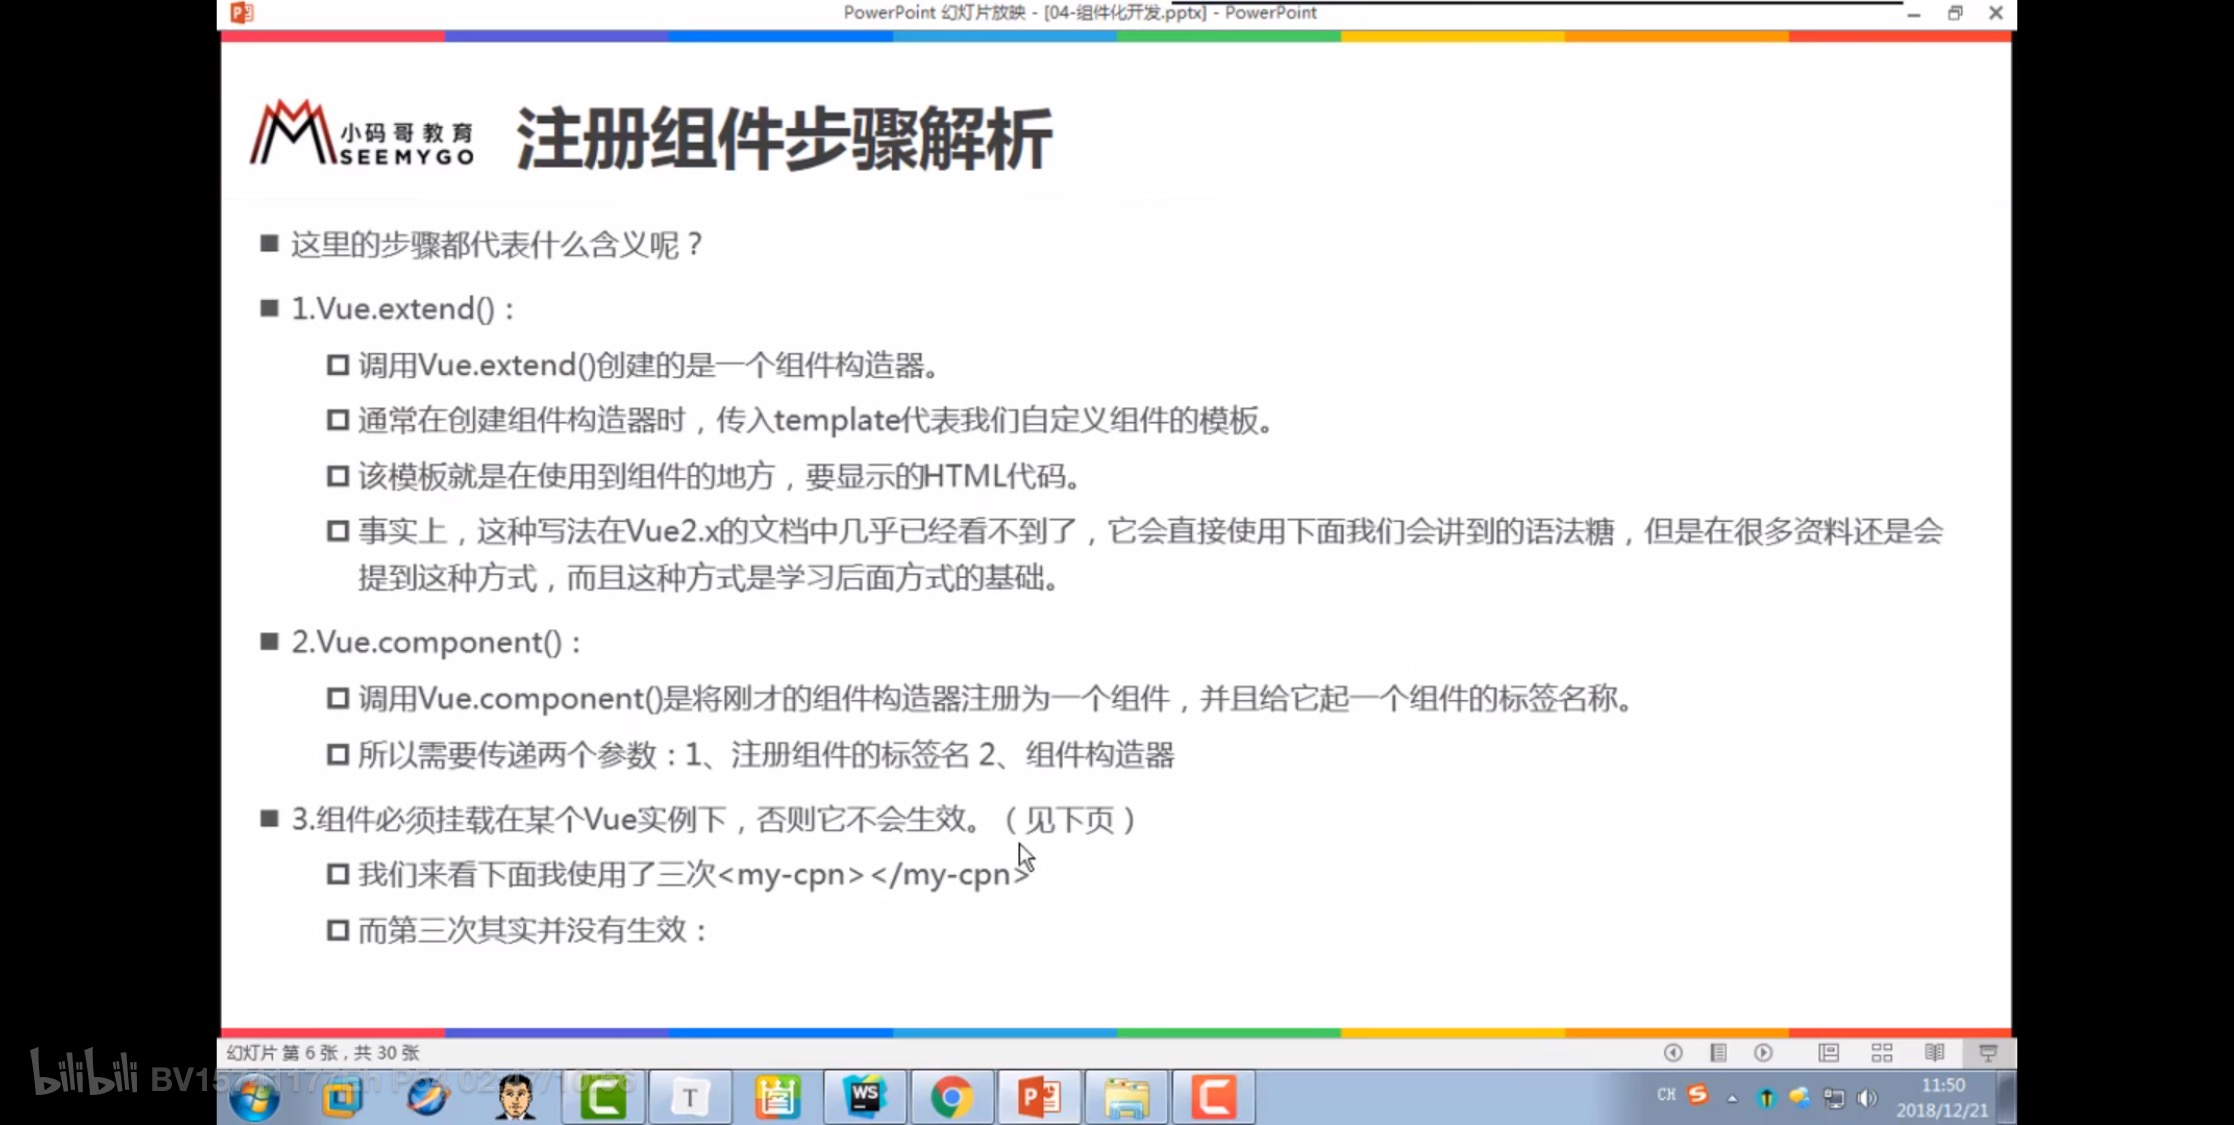 PowerPoint 幻灯片放映 - [04-组件化开发.pptx] - PowerPoint
小码哥教育
SEEMYGO
注册组件步骤解析
这里的步骤都代表什么含义呢？
1.Vue.extend()：
调用Vue.extend()创建的是一个组件构造器。
通常在创建组件构造器时，传入template代表我们自定义组件的模板。
该模板就是在使用到组件的地方，要显示的HTML代码。
事实上，这种写法在Vue2.x的文档中几乎已经看不到了，它会直接使用下面我们会讲到的语法糖，但是在很多资料还是会
提到这种方式，而且这种方式是学习后面方式的基础。
2.Vue.component()：
调用Vue.component()是将刚才的组件构造器注册为一个组件，并且给它起一个组件的标签名称。
所以需要传递两个参数：1、注册组件的标签名 2、组件构造器
3.组件必须挂载在某个Vue实例下，否则它不会生效。（见下页）
我们来看下面我使用了三次<my-cpn></my-cpn>
而第三次其实并没有生效：
幻灯片 第 6 张，共 30 张
bilibili
T
WS
CH
11:50
2018/12/21